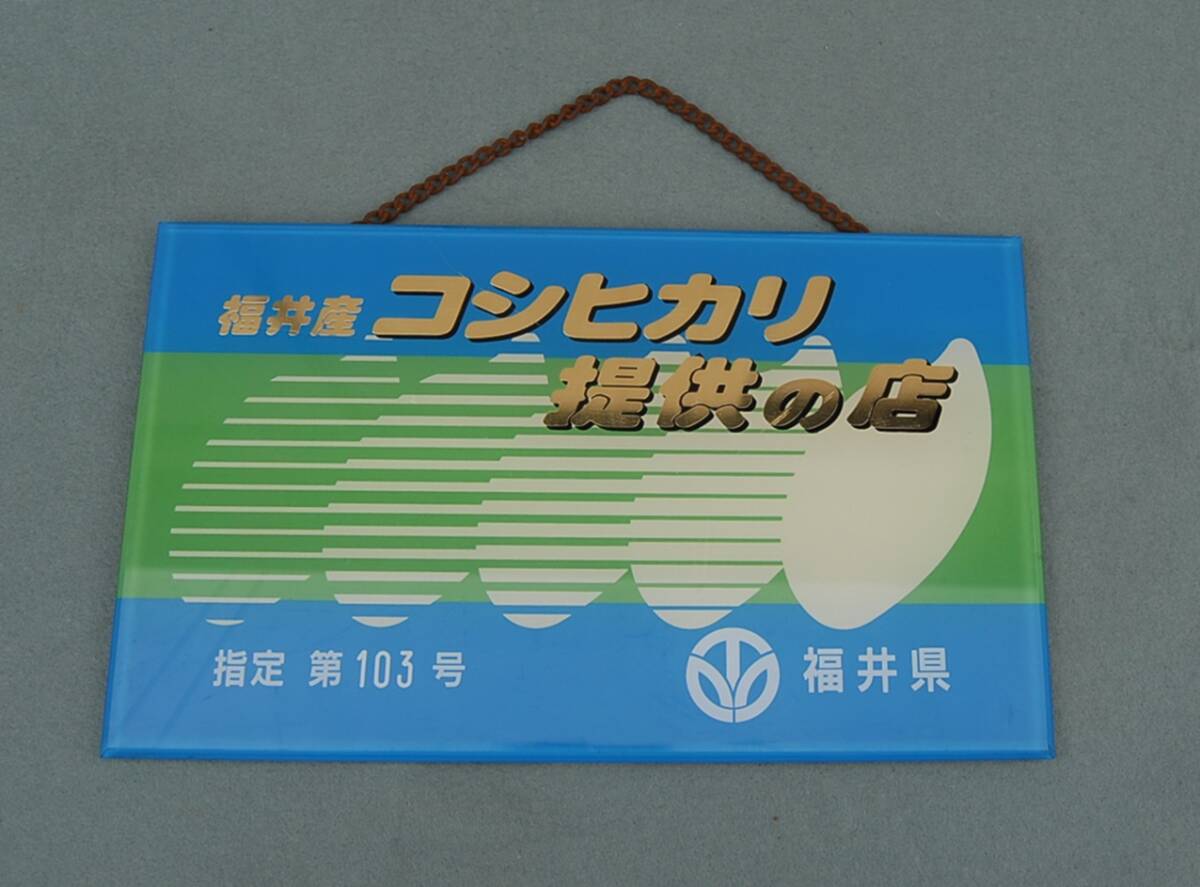 福井産 コシヒカリ
提供の店
指定 第103号
福井県